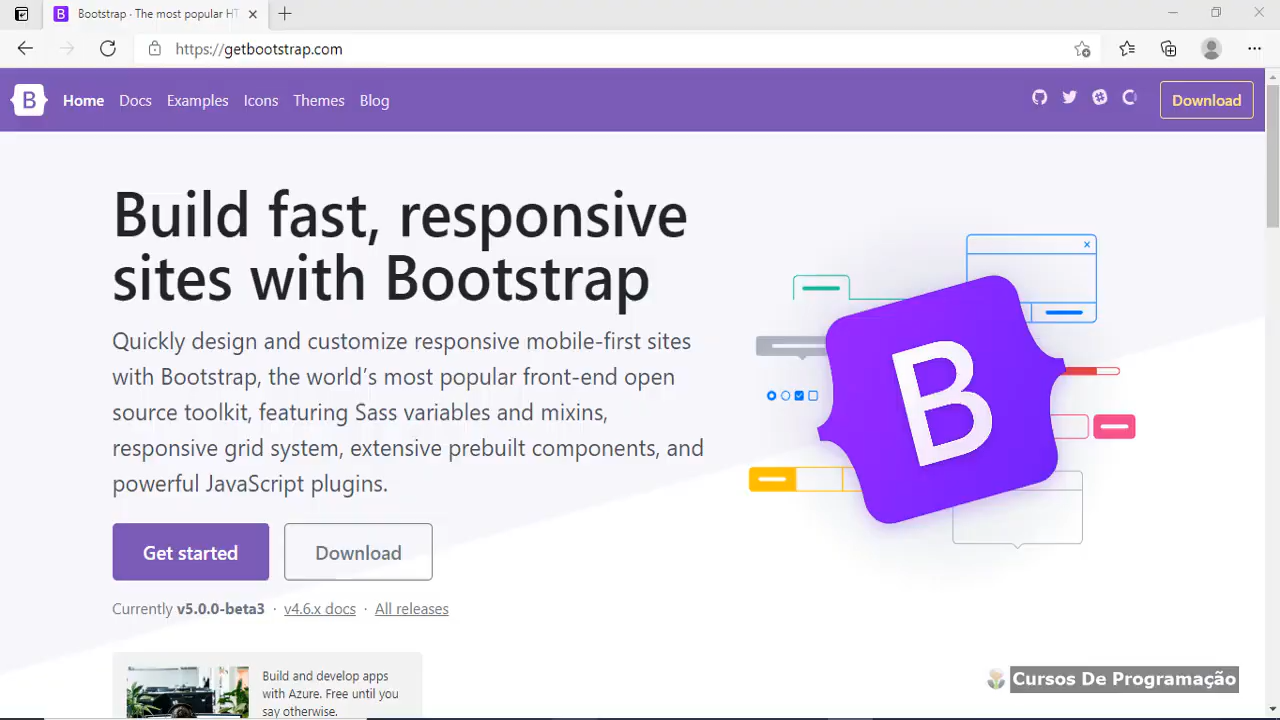 Bootstrap · The most popular HT
https://getbootstrap.com
B
Home Docs Examples Icons Themes Blog
Download
Build fast, responsive
sites with Bootstrap
Quickly design and customize responsive mobile-first sites
with Bootstrap, the world's most popular front-end open
source toolkit, featuring Sass variables and mixins,
responsive grid system, extensive prebuilt components, and
powerful JavaScript plugins.
B
Get started Download
Currently v5.0.0-beta3 · v4.6.x docs · All releases
Build and develop apps
with Azure. Free until you
say otherwise.
Cursos De Programação